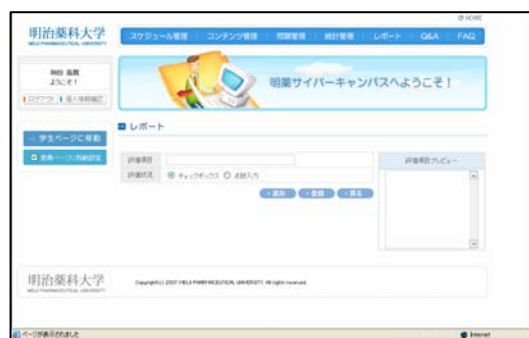 HOME
明治薬科大学
MEIJI PHARMACEUTICAL UNIVERSITY
スケジュール管理 コンテンツ管理 問題管理 統計管理 レポート Q&A FAQ
ようこそ!
ログアウト 個人情報確認
明薬サイバーキャンパスへようこそ!
学生ページに移動
レポート
評価項目
評価状況 チェックボックス 点数入力
評価項目プレビュー
追加 登録 戻る
明治薬科大学
MEIJI PHARMACEUTICAL UNIVERSITY
Copyright(c) 2007 MEIJI PHARMACEUTICAL UNIVERSITY. All rights reserved.
ページが表示されました
Internet